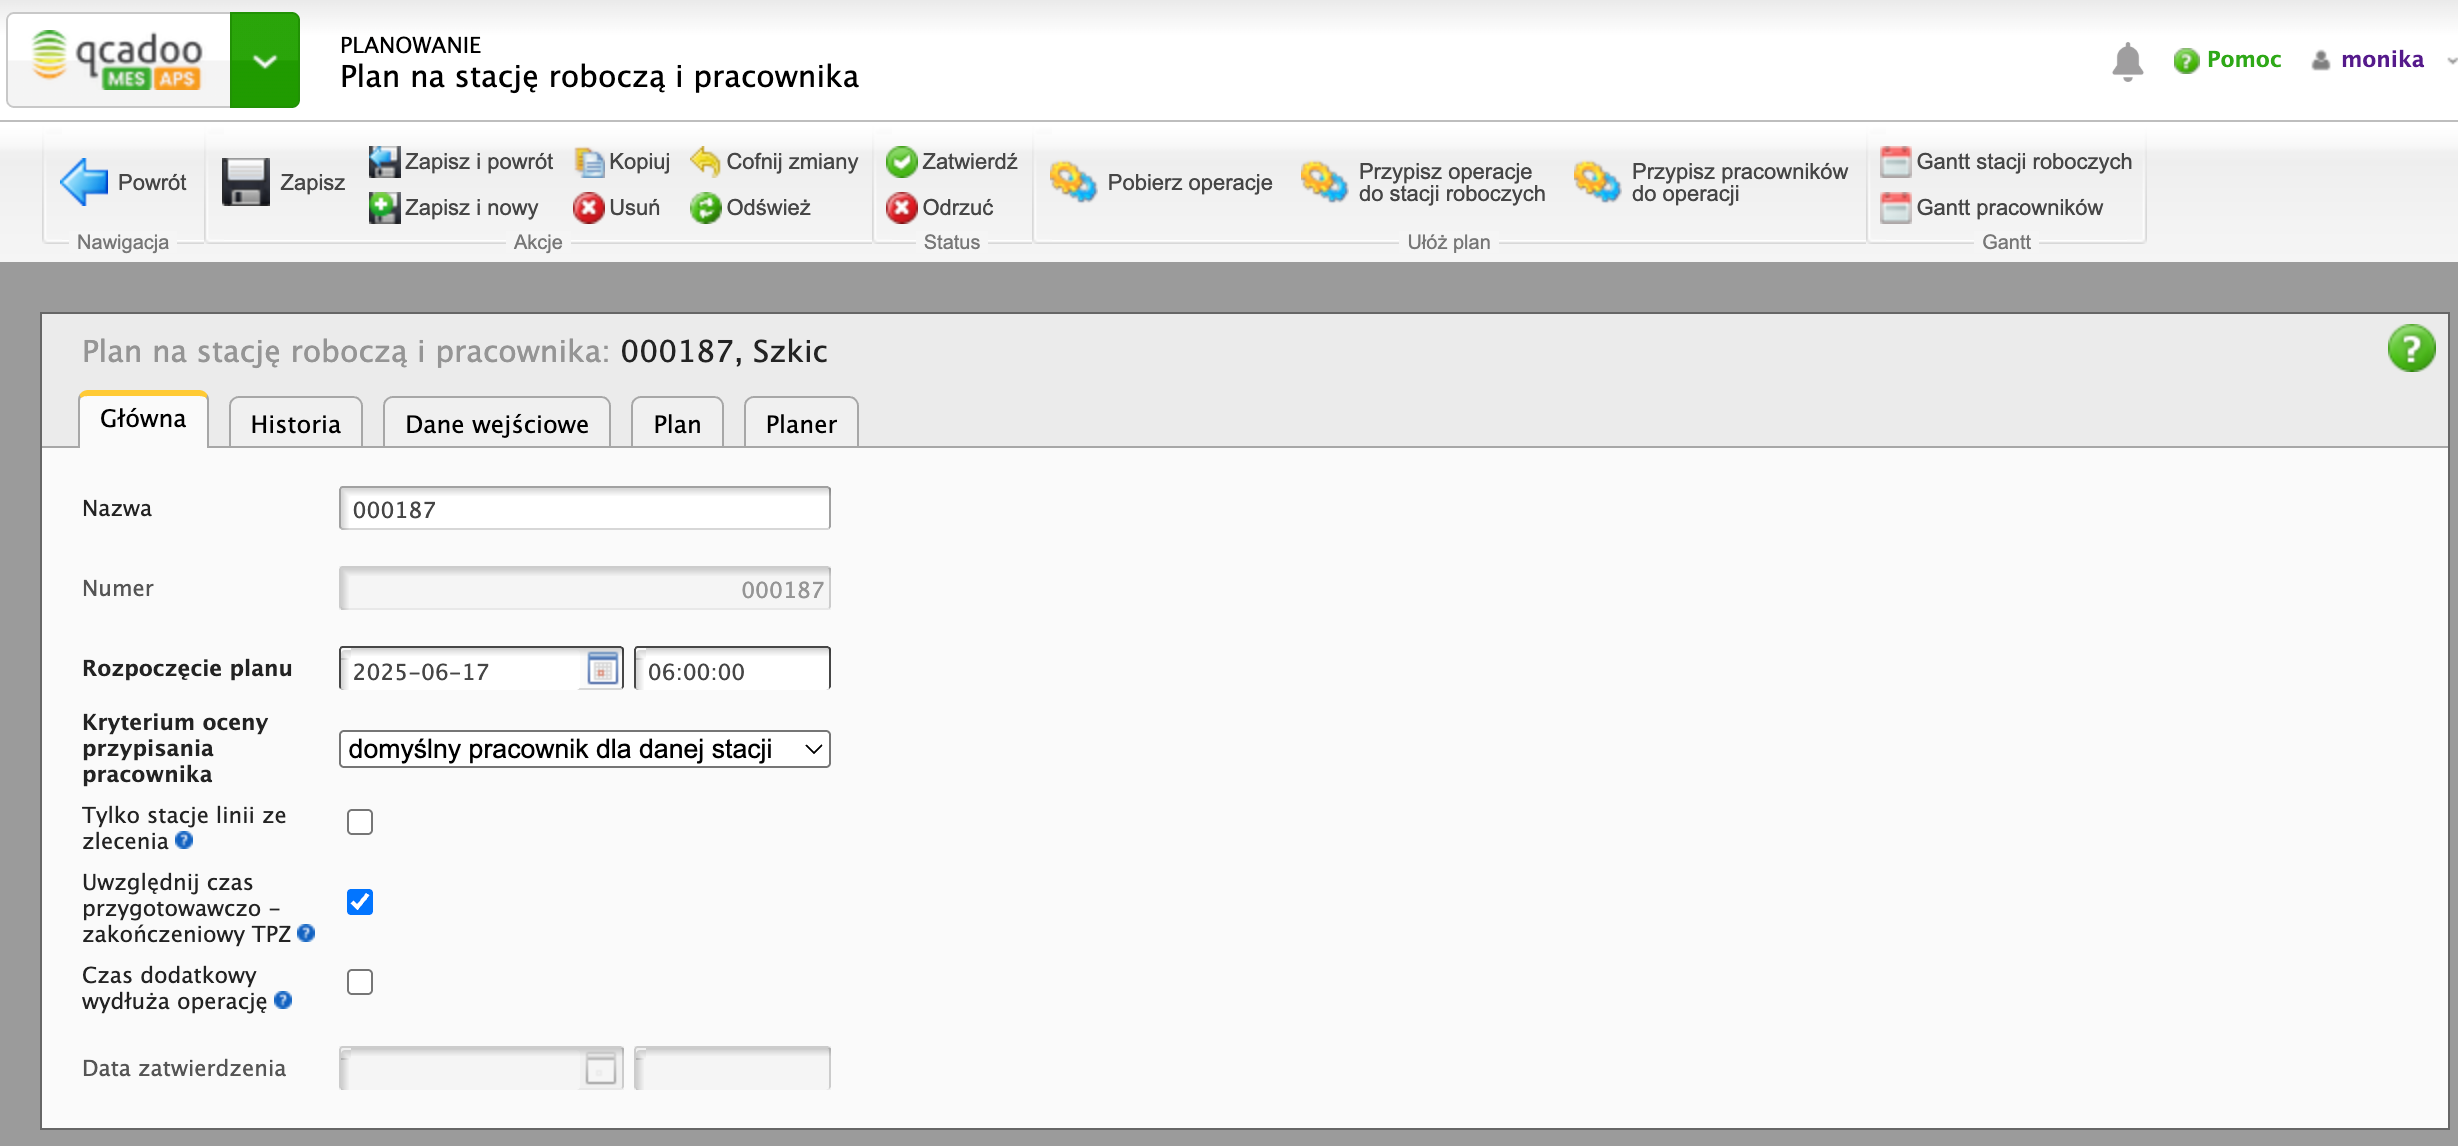 qcadoo
MES APS
PLANOWANIE
Plan na stację roboczą i pracownika
Pomoc
monika
Powrót
Nawigacja
Zapisz
Zapisz i powrót
Kopiuj
Cofnij zmiany
Zapisz i nowy
Usuń
Odśwież
Akcje
Zatwierdź
Odrzuć
Status
Pobierz operacje
Przypisz operacje
do stacji roboczych
Przypisz pracowników
do operacji
Ułóż plan
Gantt stacji roboczych
Gantt pracowników
Gantt
Plan na stację roboczą i pracownika: 000187, Szkic
Główna
Historia
Dane wejściowe
Plan
Planer
Nazwa
000187
Numer
000187
Rozpoczęcie planu
2025-06-17
06:00:00
Kryterium oceny
przypisania
pracownika
domyślny pracownik dla danej stacji
Tylko stacje linii ze
zlecenia
Uwzględnij czas
przygotowawczo -
zakończeniowy TPZ
Czas dodatkowy
wydłuża operację
Data zatwierdzenia